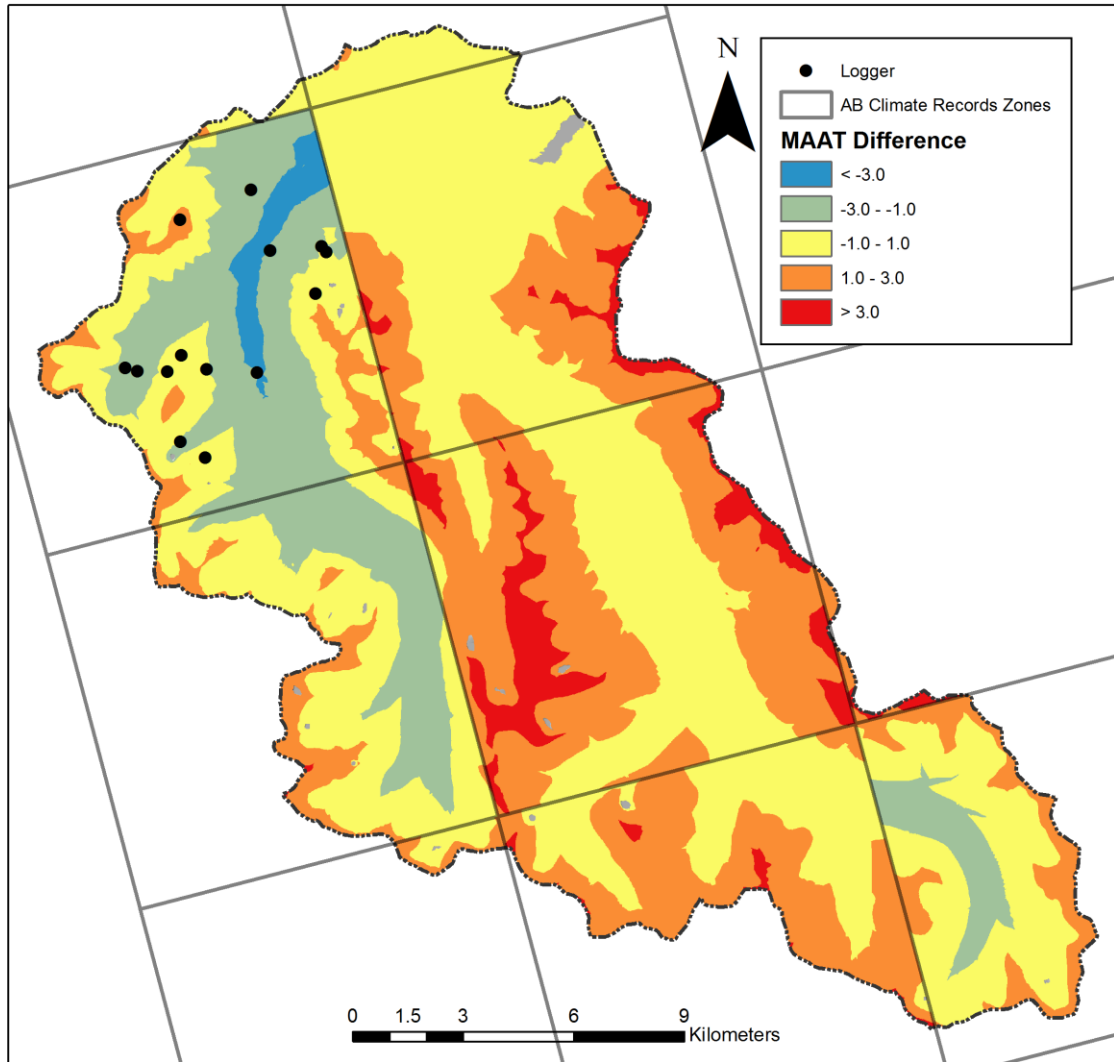 N
Logger
AB Climate Records Zones
MAAT Difference
< -3.0
-3.0 - -1.0
-1.0 - 1.0
1.0 - 3.0
> 3.0
0 1.5 3 6 9
Kilometers